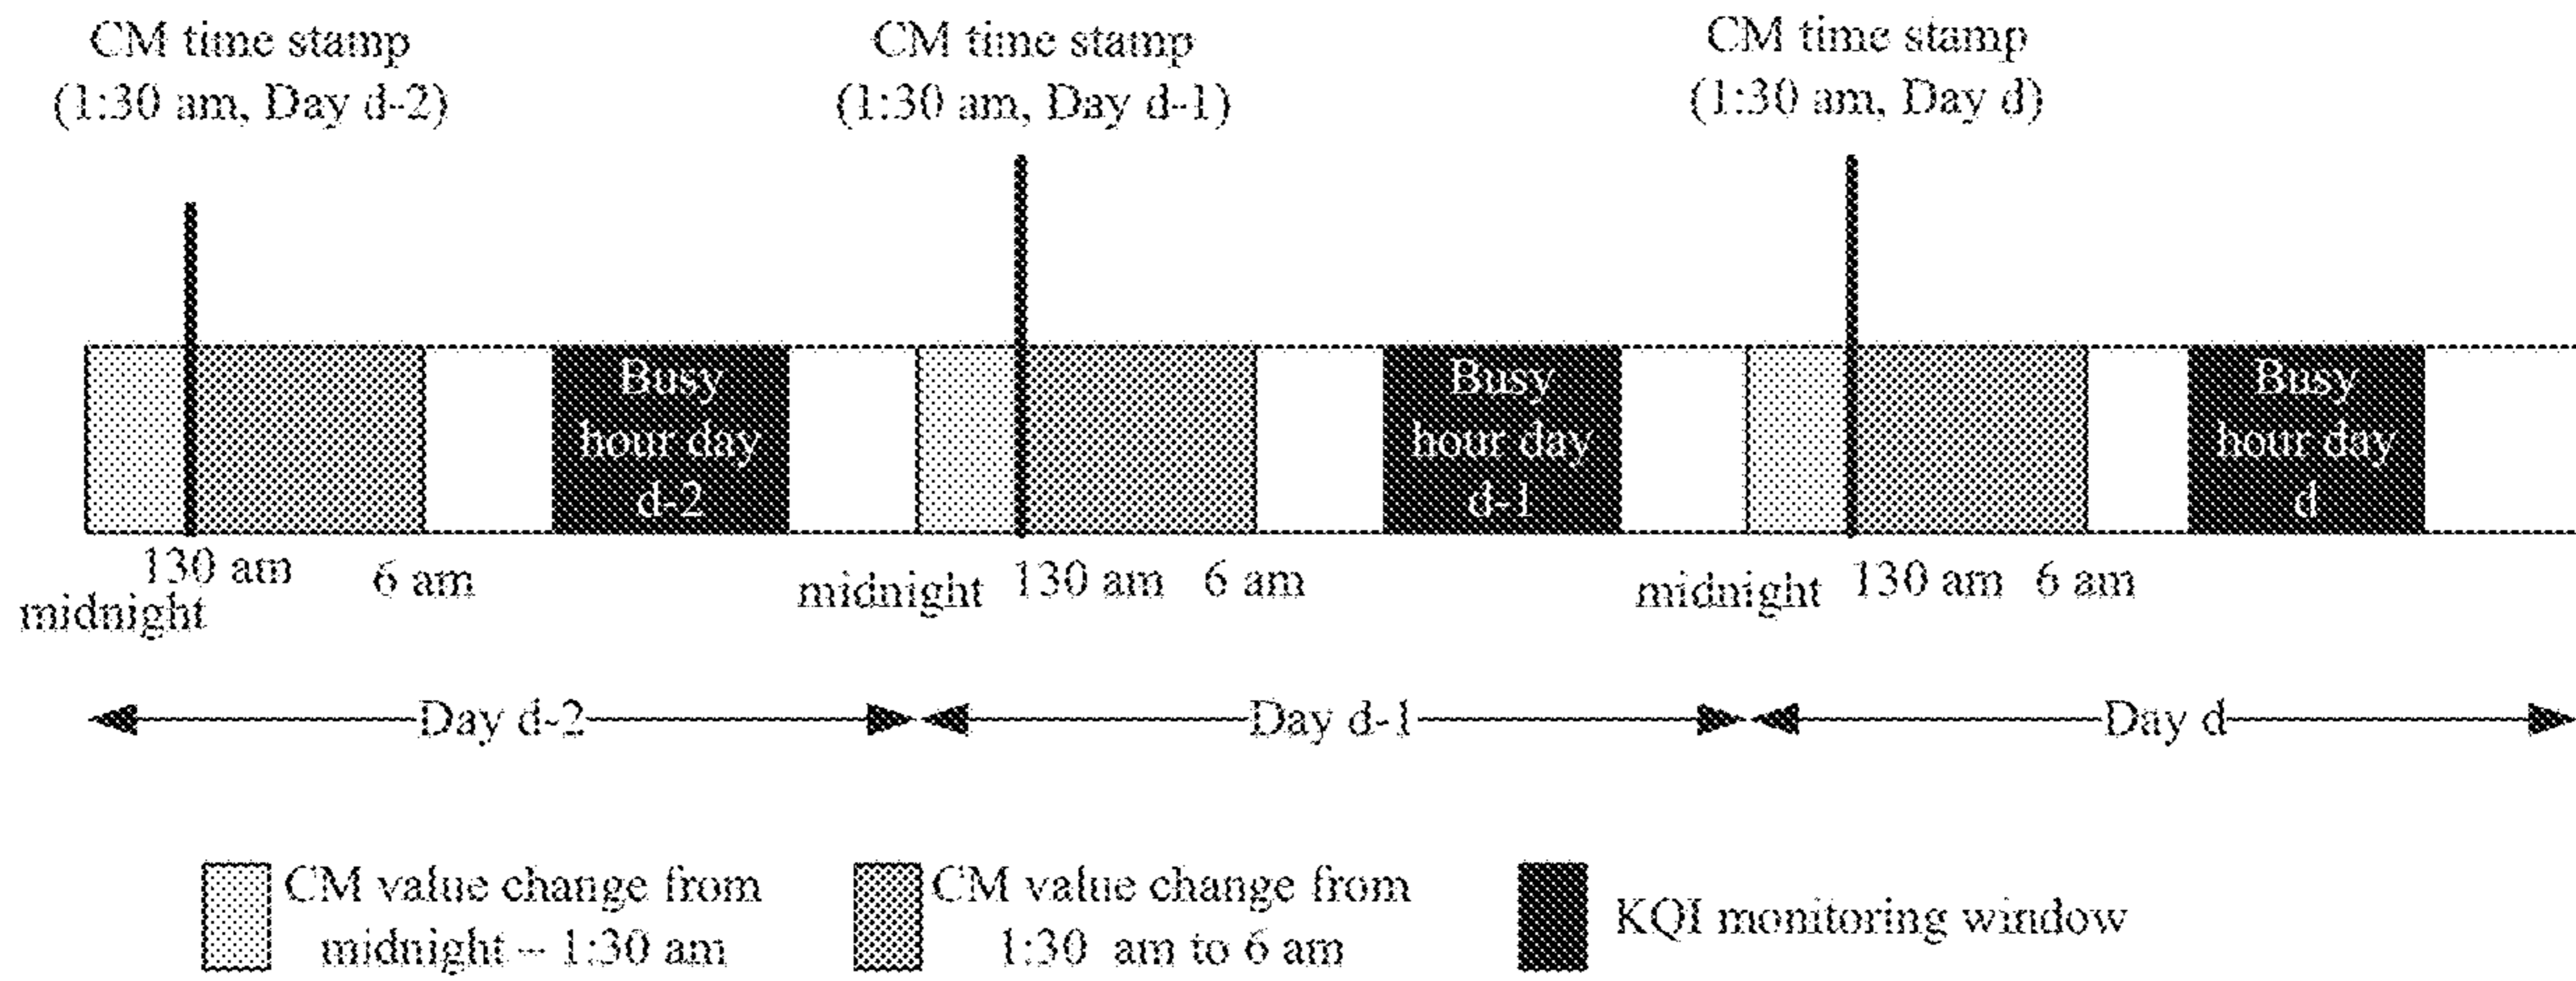 CM time stamp
(1:30 am, Day d-2)
CM time stamp
(1:30 am, Day d-1)
CM time stamp
(1:30 am, Day d)
Busy
hour day
d-2
Busy
hour day
d-1
Busy
hour day
d
130 am
6 am
midnight
midnight
130 am
6 am
midnight
130 am
6 am
Day d-2
Day d-1
Day d
CM value change from
midnight – 1:30 am
CM value change from
1:30 am to 6 am
KQI monitoring window